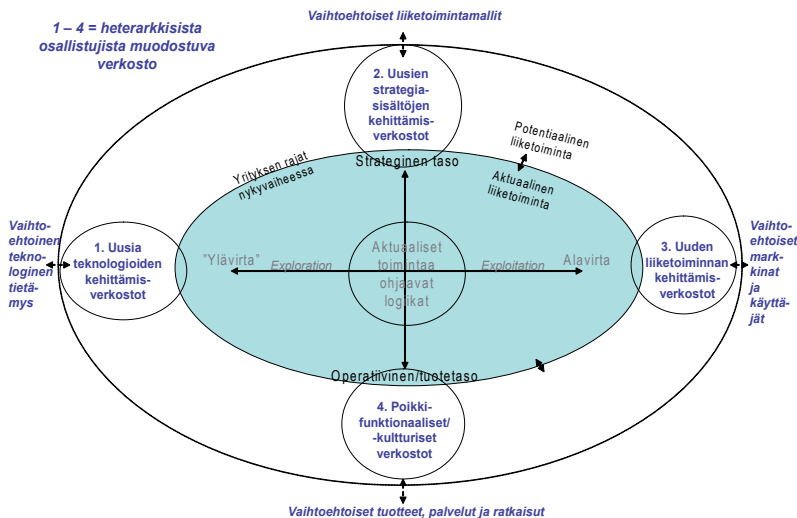 Vaihtoehtoiset liiketoimintamallit
1 – 4 = heterarkkisista
osallistujista muodostuva
verkosto
2. Uusien
strategia-
sisältöjen
kehittämis-
verkostot
Potentiaalinen
liiketoiminta
Yrityksen rajat
nykyvaiheessa
Strateginen taso
Aktuaalinen
liiketoiminta
Vaihto-
ehtoinen
tekno-
loginen
tietä-
mys
1. Uusia
teknologioiden
kehittämis-
verkostot
"Ylävirta"
Exploration
Aktuaaliset
toimintaa
ohjaavat
logiikat
Exploitation
Alavirta
3. Uuden
liiketoiminnan
kehittämis-
verkostot
Vaihto-
ehtoiset
mark-
kinat
ja
käyttä-
jät
Operatiivinen/tuotetaso
4. Poikki-
funktionaaliset/
-kulttuuriset
verkostot
Vaihtoehtoiset tuotteet, palvelut ja ratkaisut